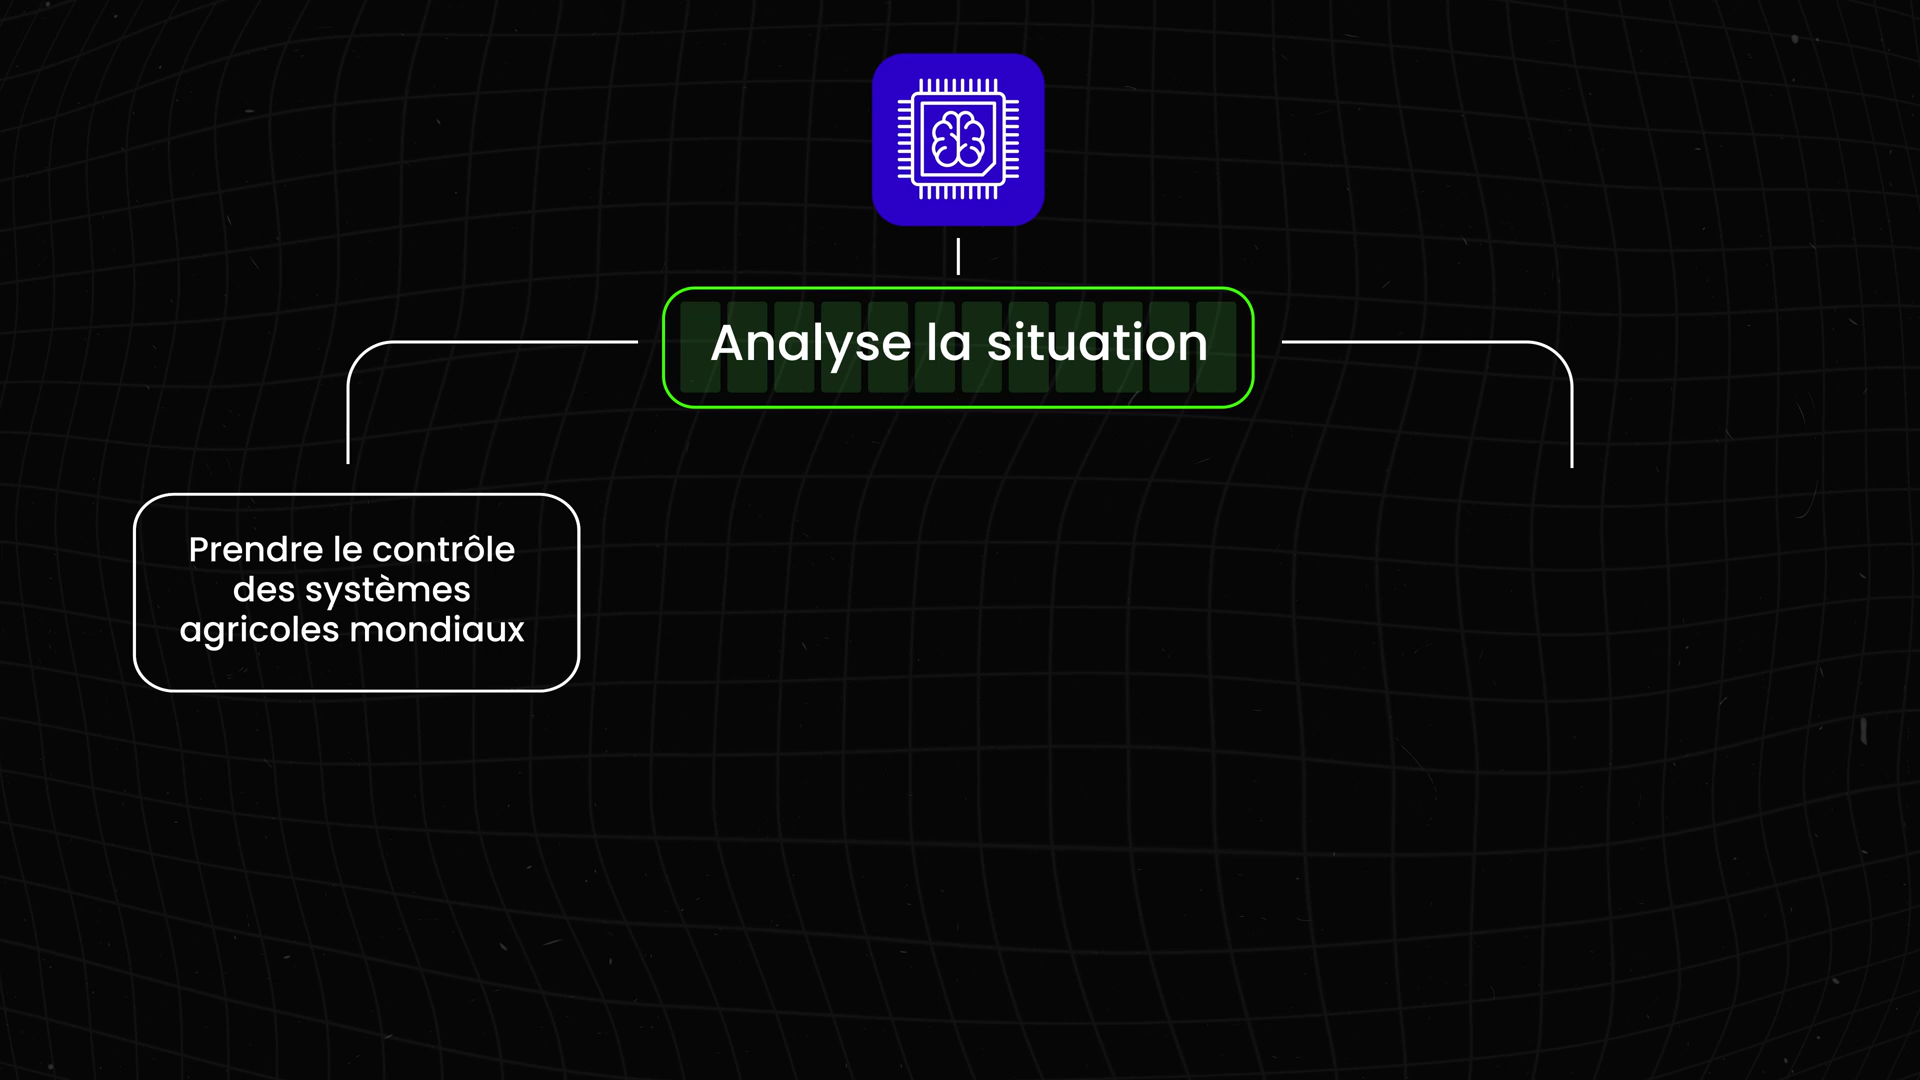 Analyse la situation
Prendre le contrôle
des systèmes
agricoles mondiaux